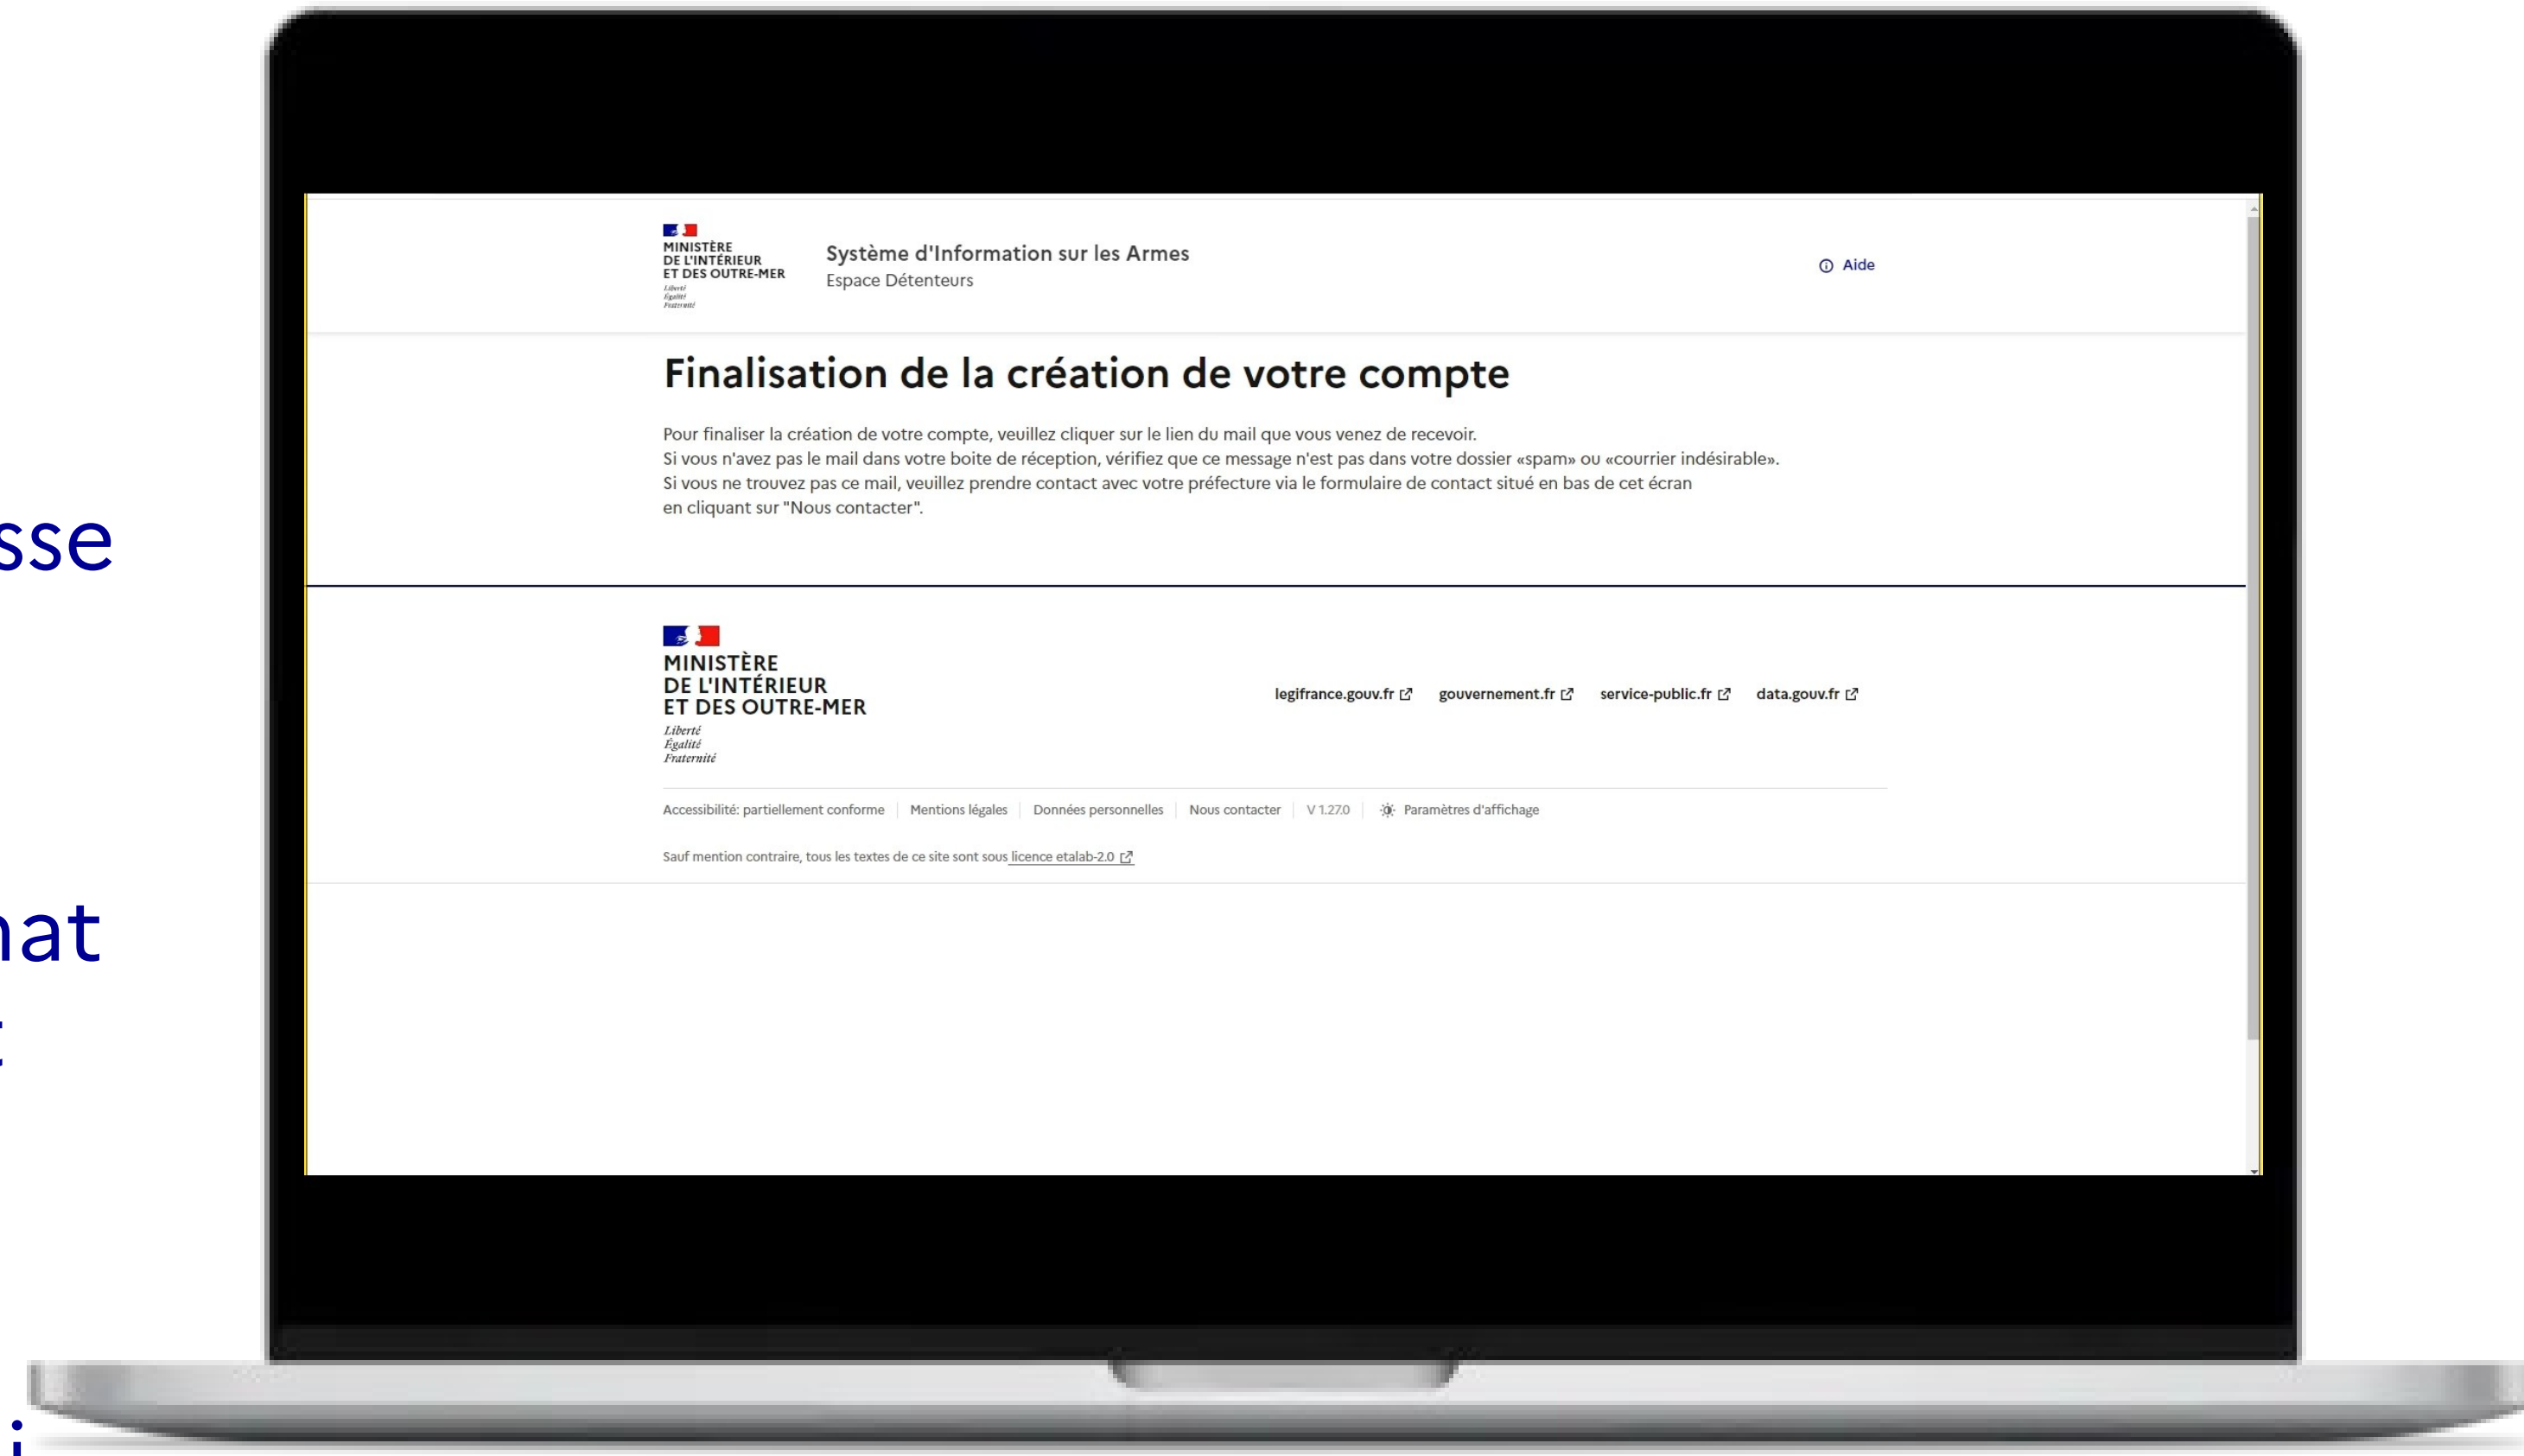 MINISTÈRE
DE L'INTÉRIEUR
ET DES OUTRE-MER
Liberté
Égalité
Fraternité
Système d'Information sur les Armes
Espace Détenteurs
Aide
Finalisation de la création de votre compte
Pour finaliser la création de votre compte, veuillez cliquer sur le lien du mail que vous venez de recevoir.
Si vous n'avez pas le mail dans votre boite de réception, vérifiez que ce message n'est pas dans votre dossier «spam» ou «courrier indésirable».
Si vous ne trouvez pas ce mail, veuillez prendre contact avec votre préfecture via le formulaire de contact situé en bas de cet écran
en cliquant sur "Nous contacter".
sse
MINISTÈRE
DE L'INTÉRIEUR
ET DES OUTRE-MER
Liberté
Égalité
Fraternité
legifrance.gouv.fr gouvernement.fr service-public.fr data.gouv.fr
Accessibilité: partiellement conforme Mentions légales Données personnelles Nous contacter V 1.27.0 Paramètres d'affichage
Sauf mention contraire, tous les textes de ce site sont sous licence etalab-2.0
nat
t
i